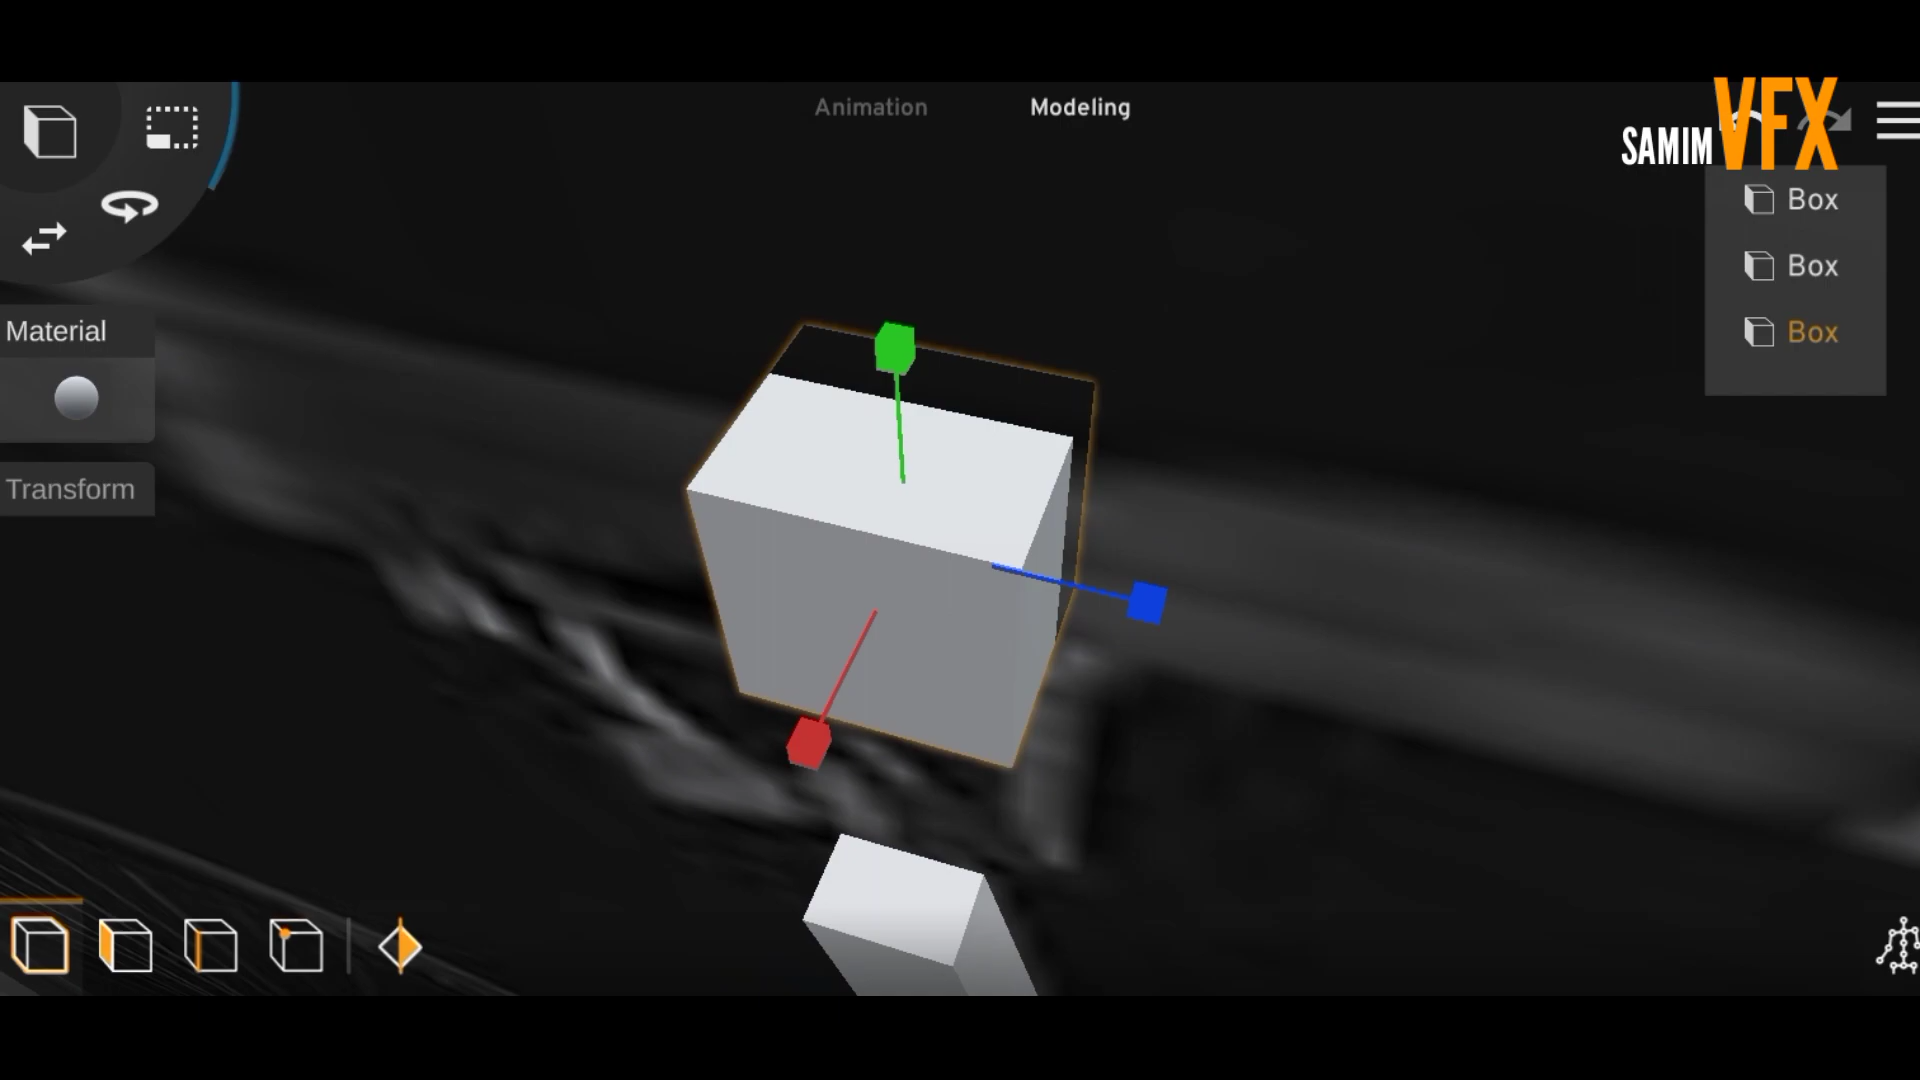 Animation
Modeling
SAMIM VFX
Box
Box
Box
Material
Transform